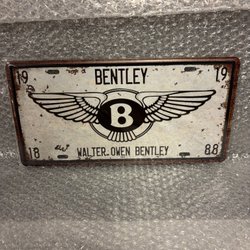 19 BENTLEY 19
B
18 WALTER OWEN BENTLEY 88